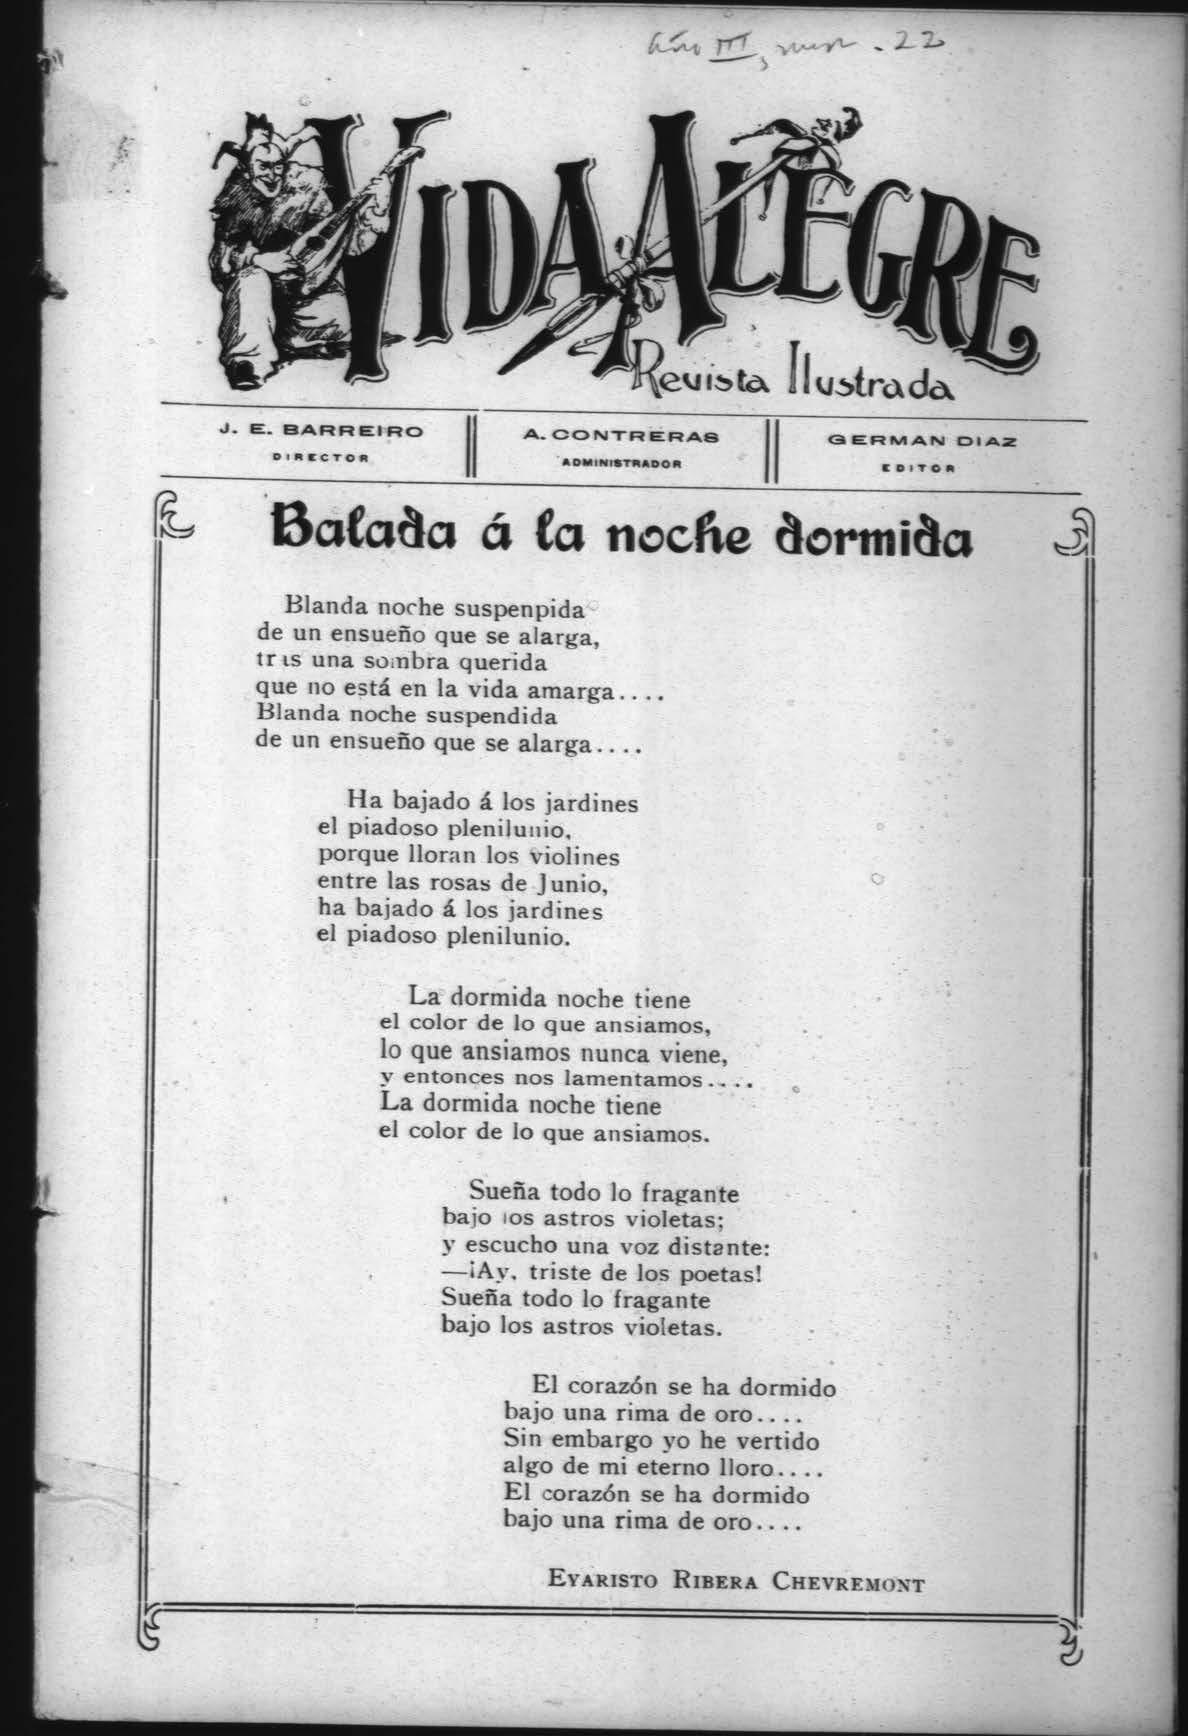 Año III, num. 22
VIDA ALEGRE
Revista Ilustrada
J. E. BARREIRO
DIRECTOR
A. CONTRERAS
ADMINISTRADOR
GERMAN DIAZ
EDITOR
Balada á la noche dormida
Blanda noche suspenpida
de un ensueño que se alarga,
tras una sombra querida
que no está en la vida amarga....
Blanda noche suspendida
de un ensueño que se alarga....
Ha bajado á los jardines
el piadoso plenilunio,
porque lloran los violines
entre las rosas de Junio,
ha bajado á los jardines
el piadoso plenilunio.
La dormida noche tiene
el color de lo que ansiamos,
lo que ansiamos nunca viene,
y entonces nos lamentamos....
La dormida noche tiene
el color de lo que ansiamos.
Sueña todo lo fragante
bajo los astros violetas;
y escucho una voz distante:
—¡Ay, triste de los poetas!
Sueña todo lo fragante
bajo los astros violetas.
El corazón se ha dormido
bajo una rima de oro....
Sin embargo yo he vertido
algo de mi eterno lloro....
El corazón se ha dormido
bajo una rima de oro....
EVARISTO RIBERA CHEVREMONT